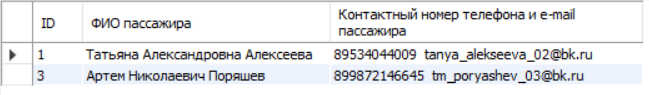 ID ФИО пассажира Контактный номер телефона и e-mail
пассажира
1 Татьяна Александровна Алексеева 89534044009 tanya_alekseeva_02@bk.ru
3 Артем Николаевич Поряшев 899872146645 tm_poryashev_03@bk.ru